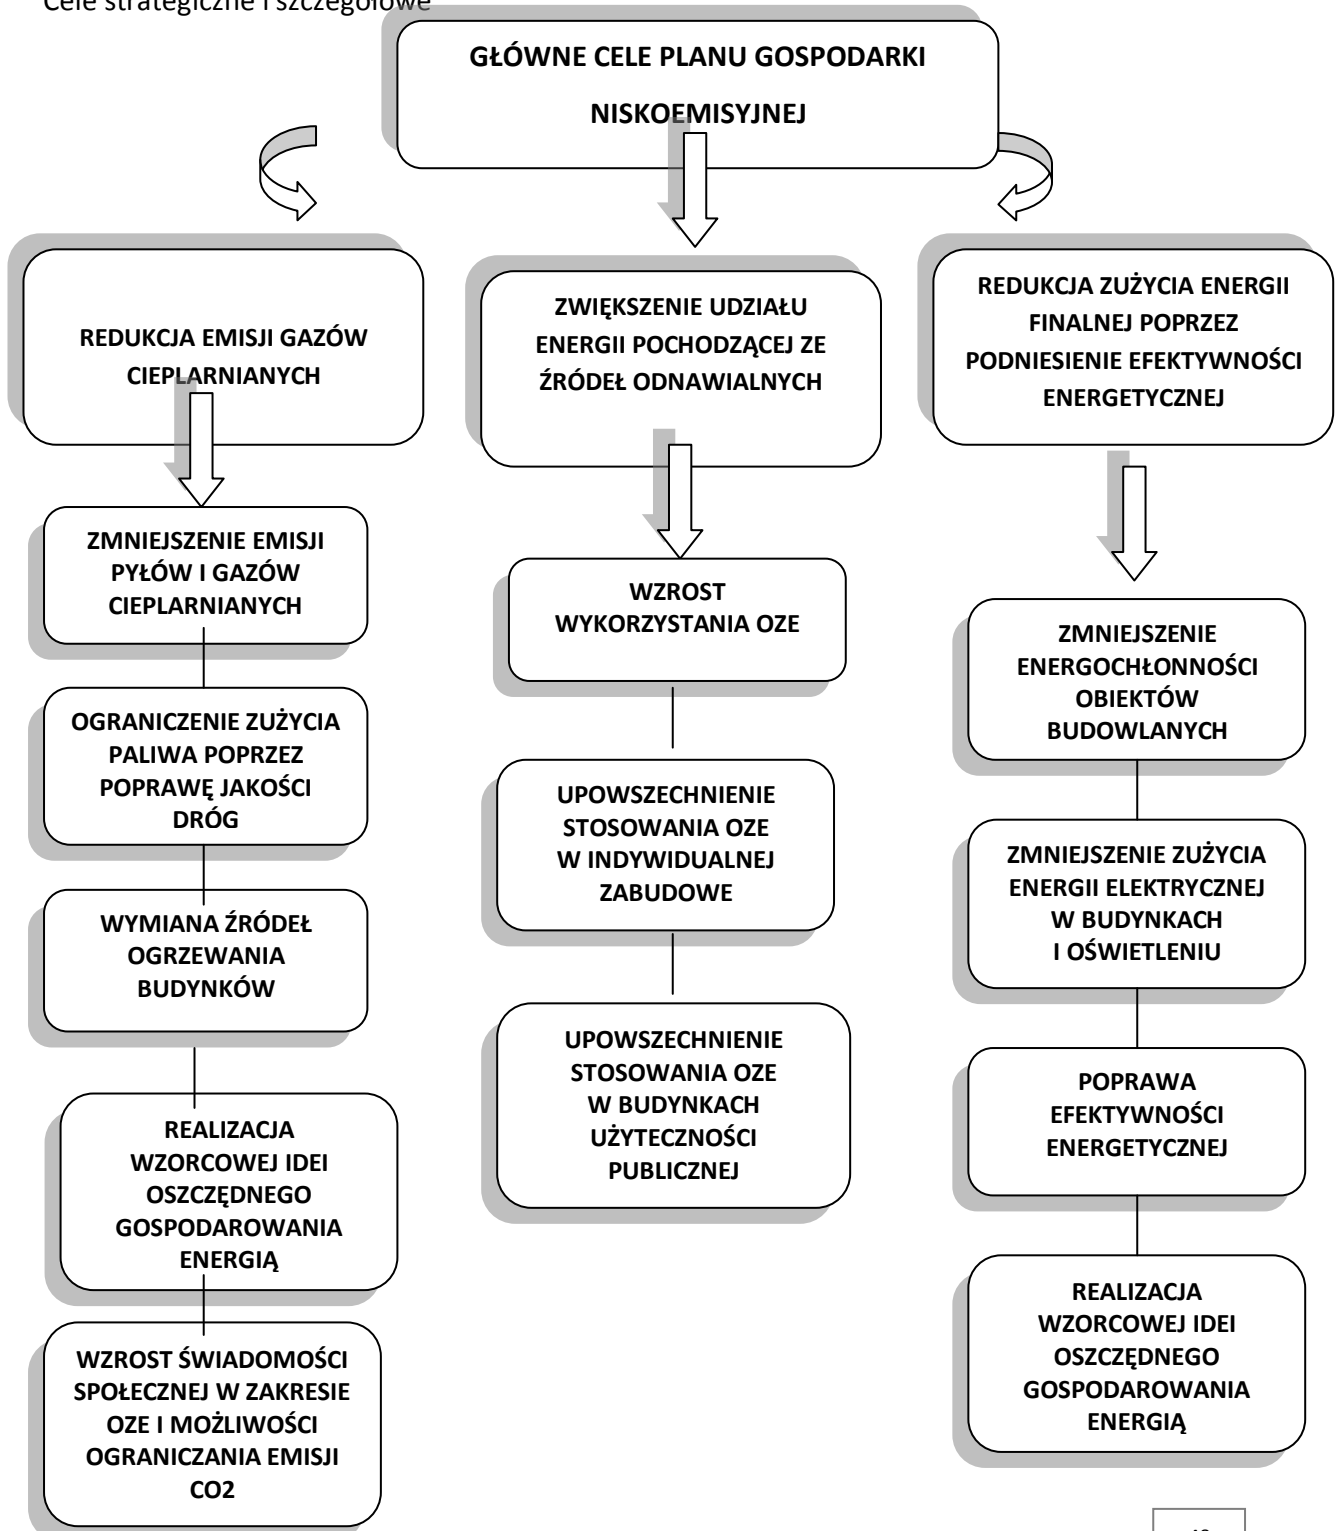 Cele strategiczne i szczegółowe
GŁÓWNE CELE PLANU GOSPODARKI
NISKOEMISYJNEJ
REDUKCJA EMISJI GAZÓW
CIEPLARNIANYCH
ZMNIEJSZENIE EMISJI
PYŁÓW I GAZÓW
CIEPLARNIANYCH
OGRANICZENIE ZUŻYCIA
PALIWA POPRZEZ
POPRAWĘ JAKOŚCI
DRÓG
WYMIANA ŹRÓDEŁ
OGRZEWANIA
BUDYNKÓW
REALIZACJA
WZORCOWEJ IDEI
OSZCZĘDNEGO
GOSPODAROWANIA
ENERGIĄ
WZROST ŚWIADOMOŚCI
SPOŁECZNEJ W ZAKRESIE
OZE I MOŻLIWOŚCI
OGRANICZANIA EMISJI
CO2
ZWIĘKSZENIE UDZIAŁU
ENERGII POCHODZĄCEJ ZE
ŹRÓDEŁ ODNAWIALNYCH
WZROST
WYKORZYSTANIA OZE
UPOWSZECHNIENIE
STOSOWANIA OZE
W INDYWIDUALNEJ
ZABUDOWE
UPOWSZECHNIENIE
STOSOWANIA OZE
W BUDYNKACH
UŻYTECZNOŚCI
PUBLICZNEJ
REDUKCJA ZUŻYCIA ENERGII
FINALNEJ POPRZEZ
PODNIESIENIE EFEKTYWNOŚCI
ENERGETYCZNEJ
ZMNIEJSZENIE
ENERGOCHŁONNOŚCI
OBIEKTÓW
BUDOWLANYCH
ZMNIEJSZENIE ZUŻYCIA
ENERGII ELEKTRYCZNEJ
W BUDYNKACH
I OŚWIETLENIU
POPRAWA
EFEKTYWNOŚCI
ENERGETYCZNEJ
REALIZACJA
WZORCOWEJ IDEI
OSZCZĘDNEGO
GOSPODAROWANIA
ENERGIĄ